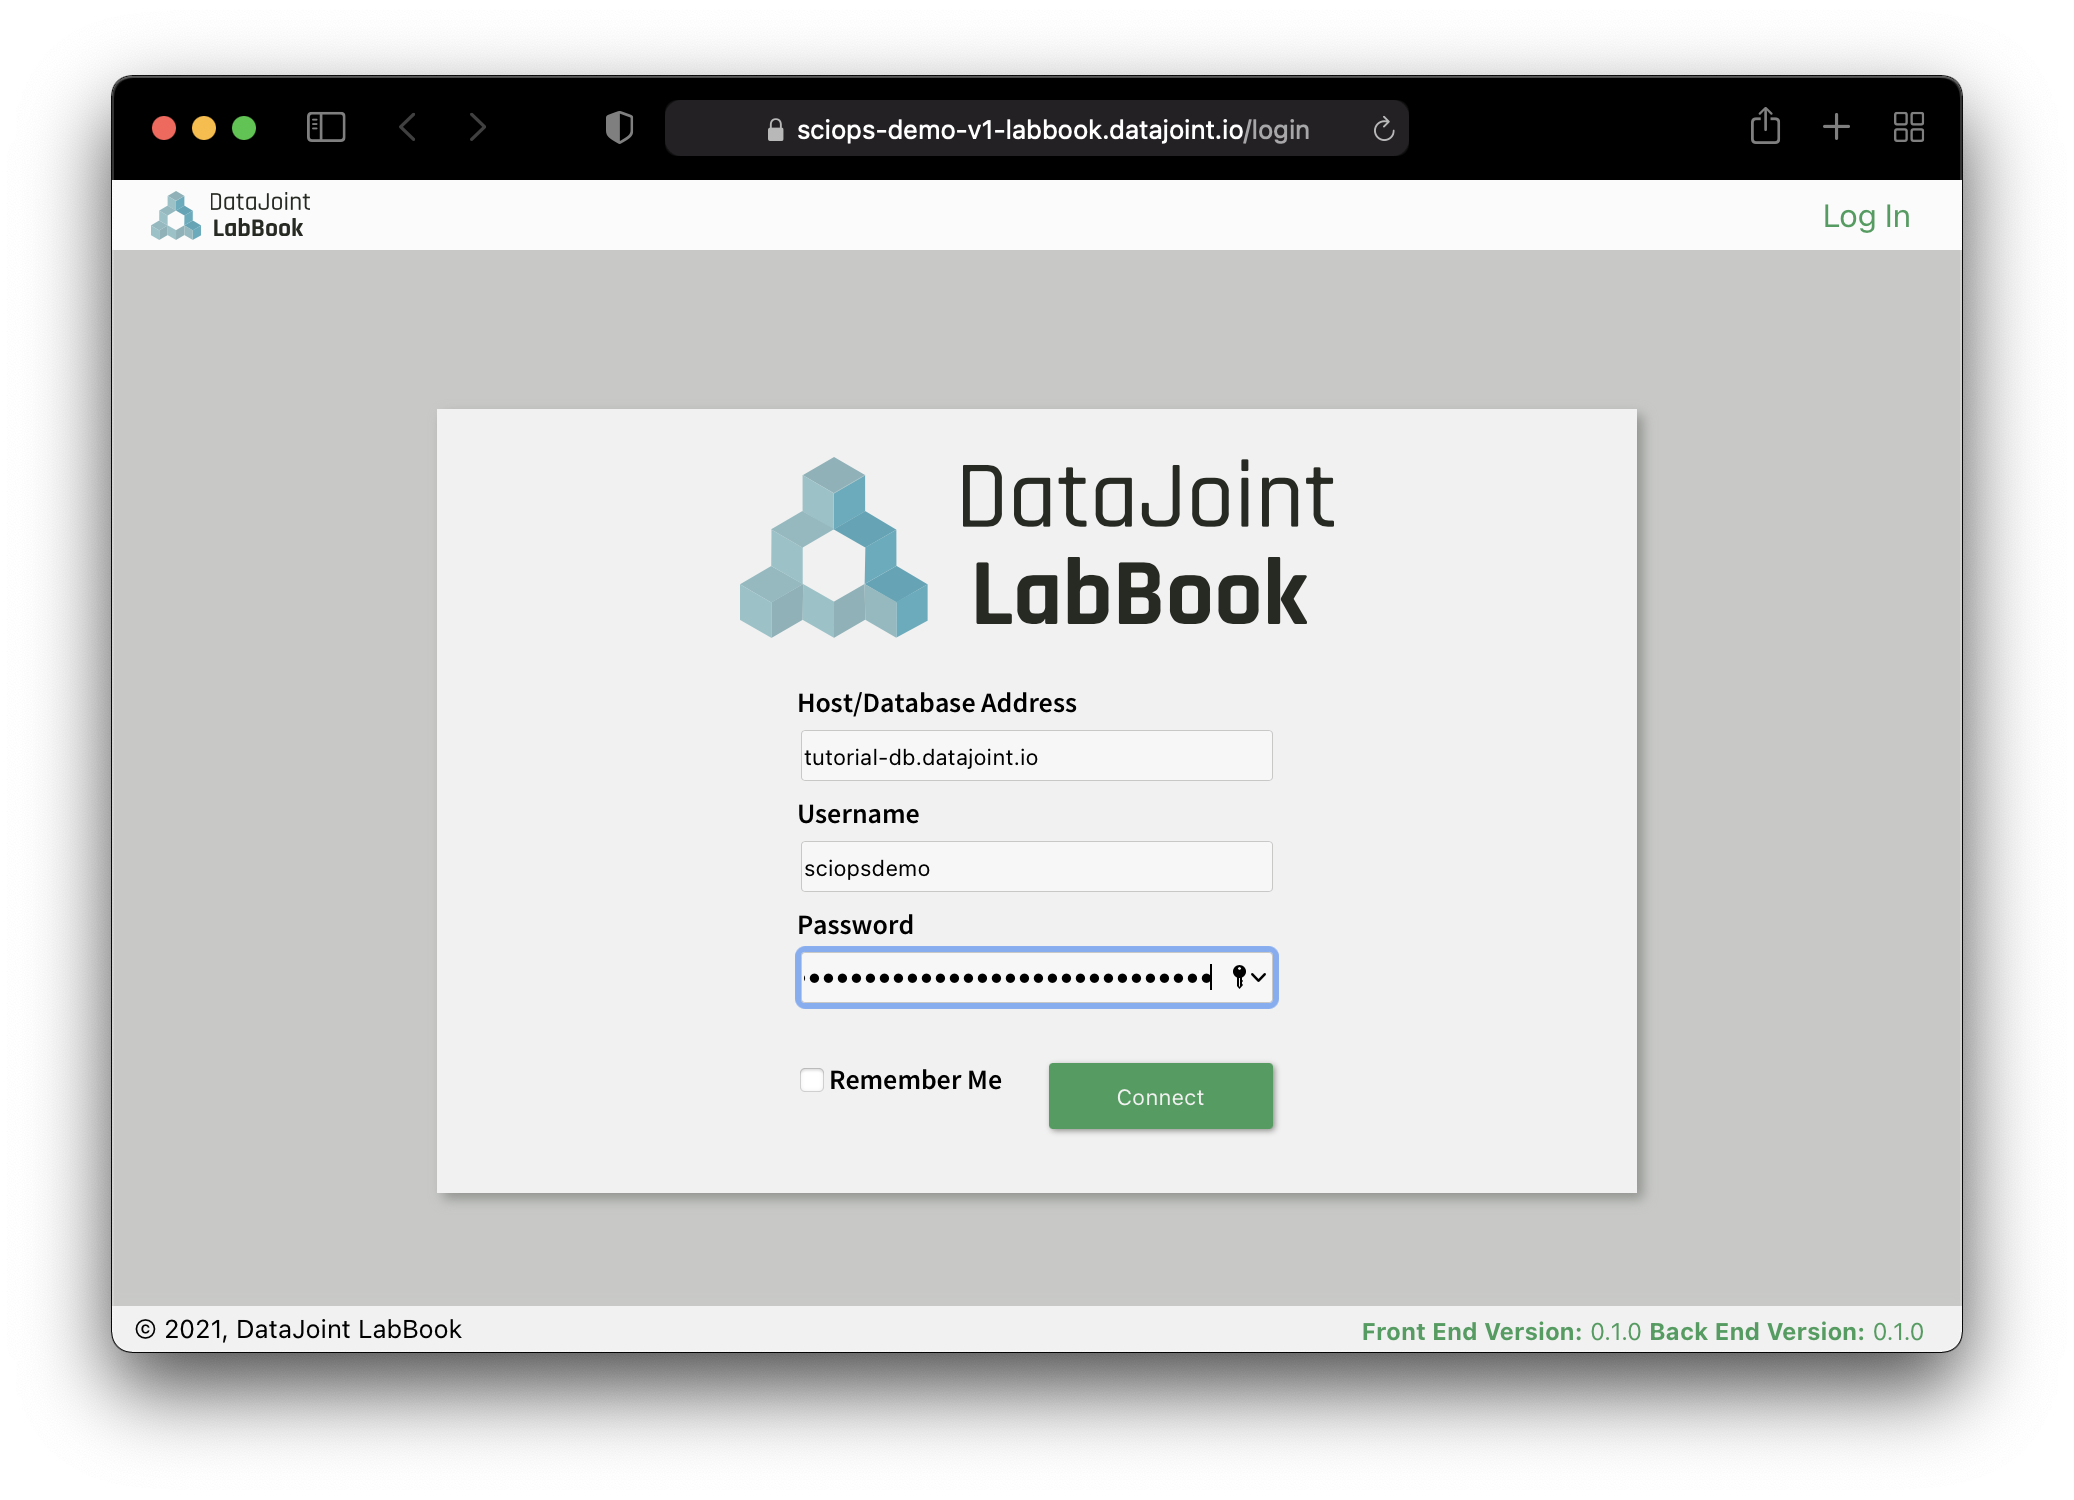 sciops-demo-v1-labbook.datajoint.io/login
DataJoint
LabBook
Log In
DataJoint
LabBook
Host/Database Address
tutorial-db.datajoint.io
Username
sciopsdemo
Password
Remember Me
Connect
© 2021, DataJoint LabBook
Front End Version: 0.1.0 Back End Version: 0.1.0